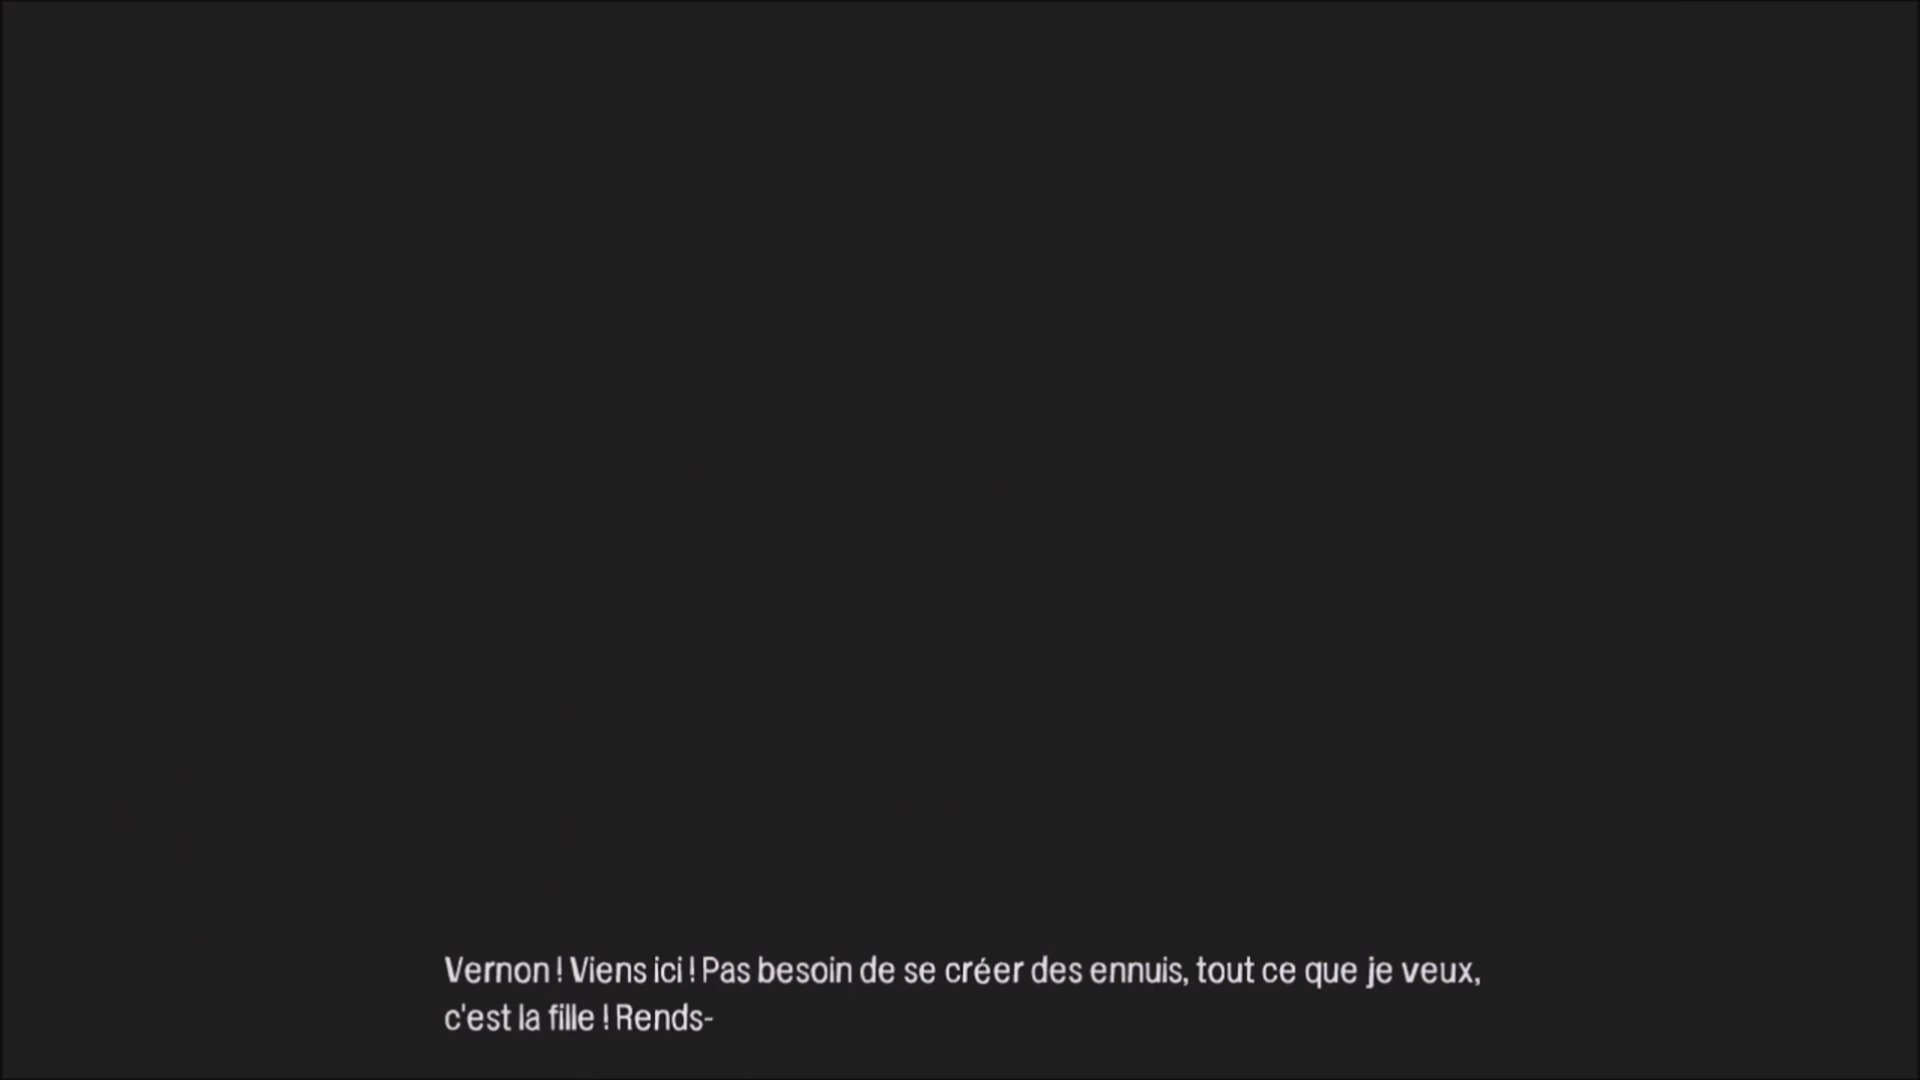 Vernon ! Viens ici ! Pas besoin de se créer des ennuis, tout ce que je veux,
c'est la fille ! Rends-